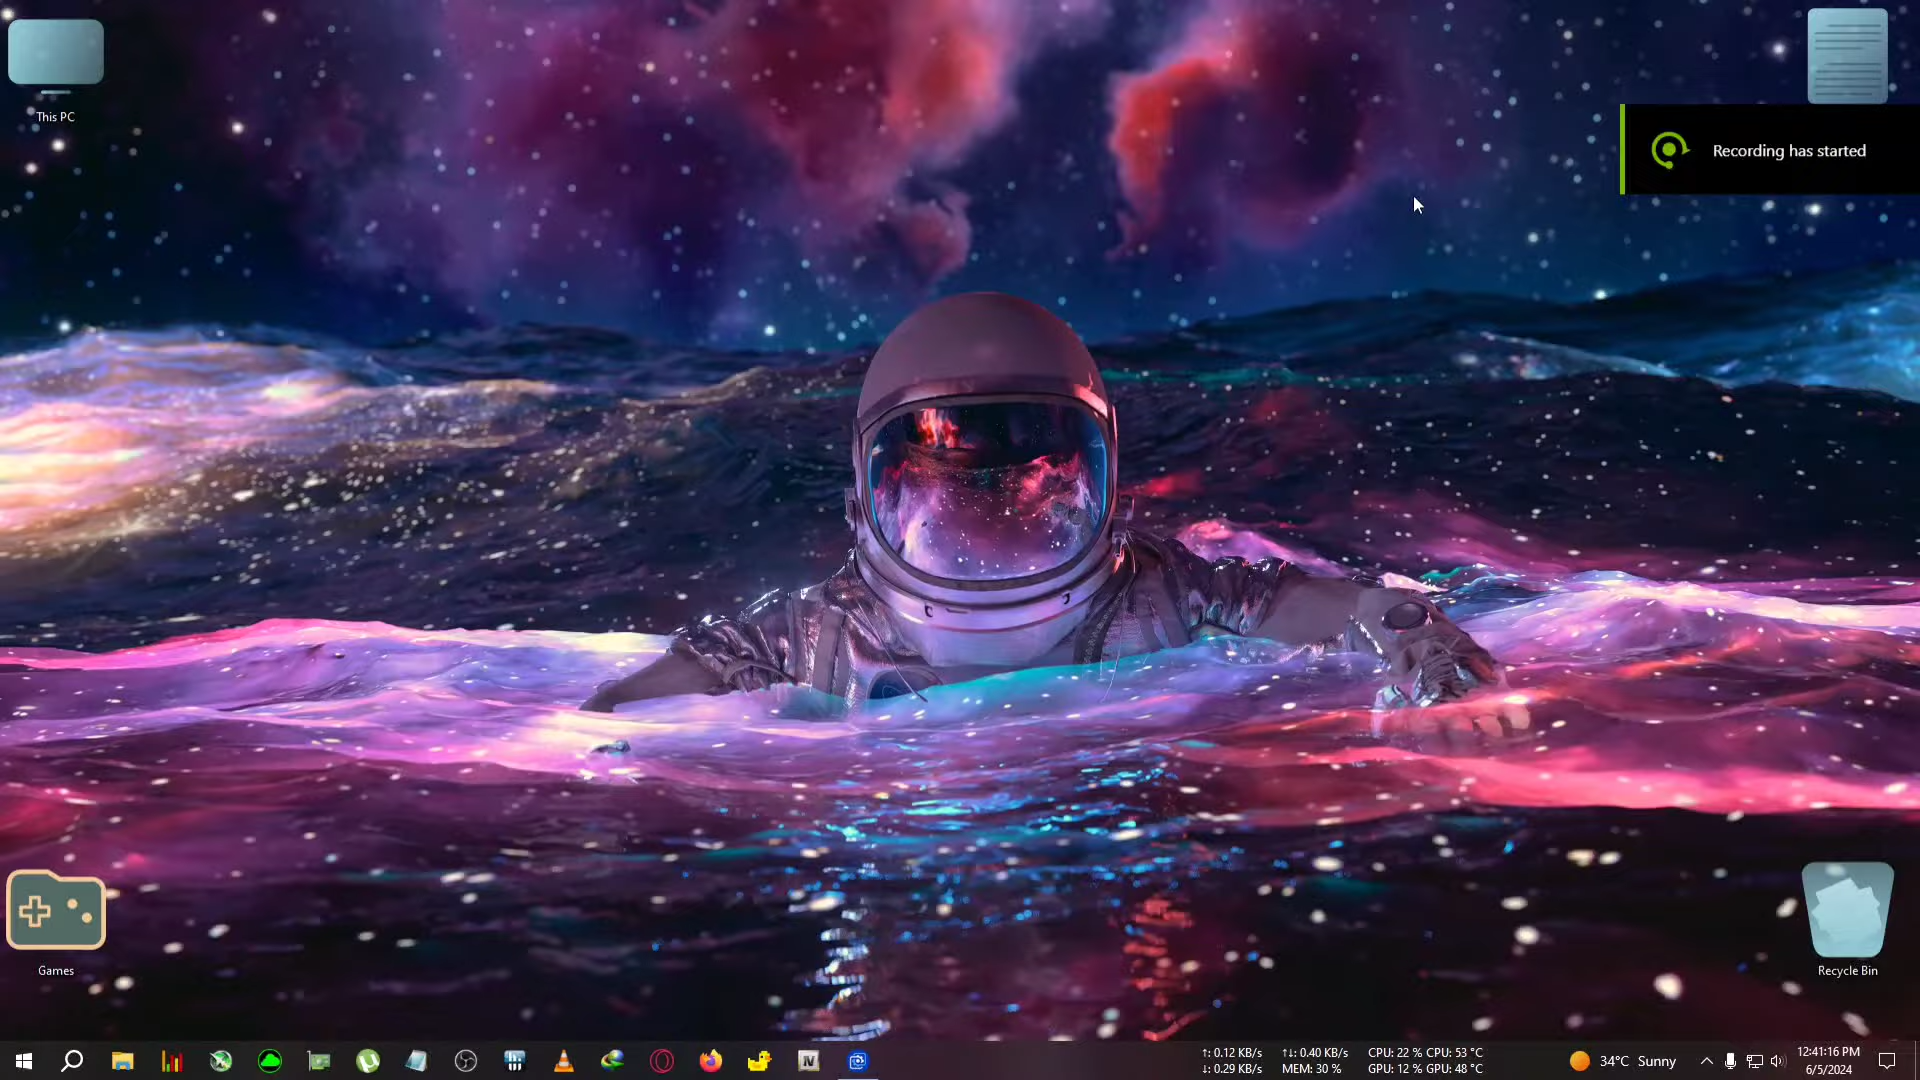 This PC
Recording has started
Games
Recycle Bin
↑: 0.12 KB/s
↓: 0.29 KB/s
↑↓: 0.40 KB/s
MEM: 30 %
CPU: 22 % CPU: 53 °C
GPU: 12 % GPU: 48 °C
34°C Sunny
12:41:16 PM
6/5/2024